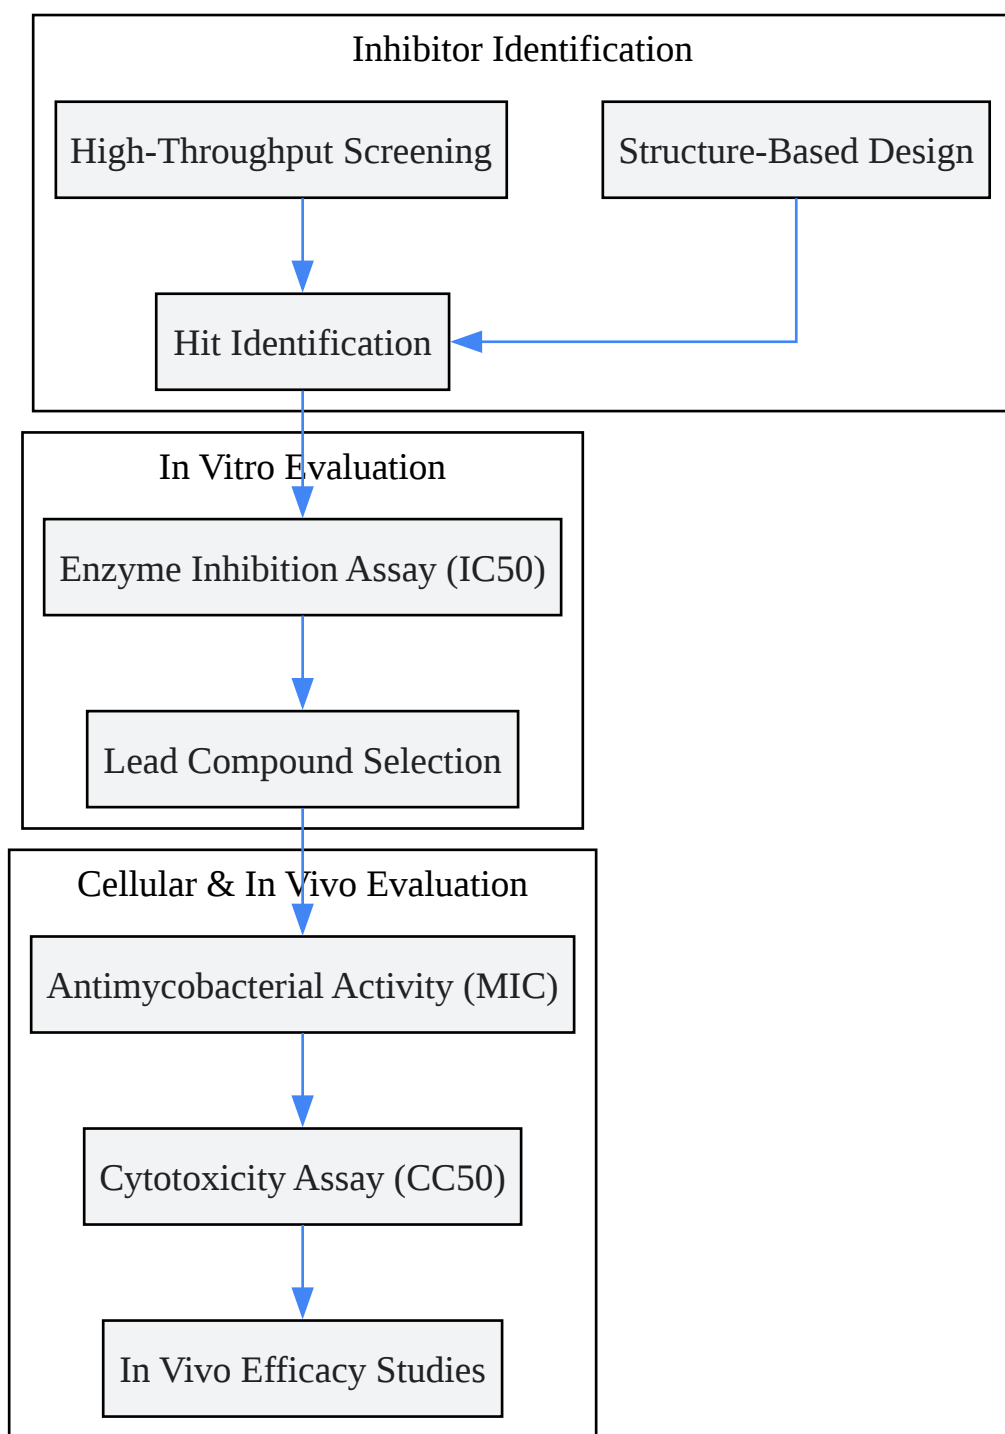 Inhibitor Identification
High-Throughput Screening
Structure-Based Design
Hit Identification
In Vitro Evaluation
Enzyme Inhibition Assay (IC50)
Lead Compound Selection
Cellular & In Vivo Evaluation
Antimycobacterial Activity (MIC)
Cytotoxicity Assay (CC50)
In Vivo Efficacy Studies